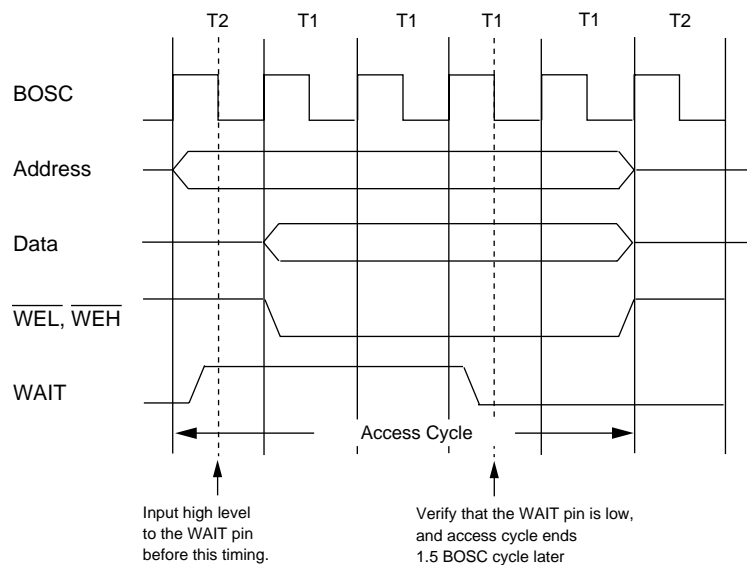 T2 T1 T1 T1 T1 T2
BOSC
Address
Data
WEL, WEH
WAIT
Access Cycle
Input high level
to the WAIT pin
before this timing.
Verify that the WAIT pin is low,
and access cycle ends
1.5 BOSC cycle later